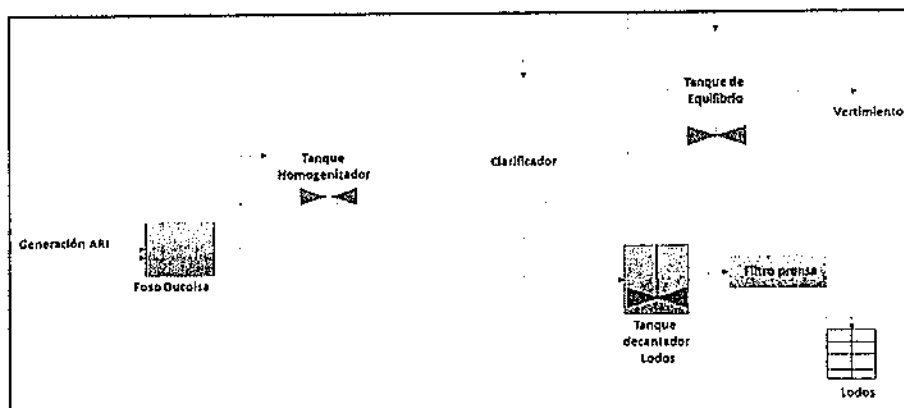 Tanque de
Equilibrio
Vertimiento
Tanque
Homogenizador
Clarificador
Generación ARI
Foso
Filtro prensa
Tanque
decantador
Lodos
Lodos